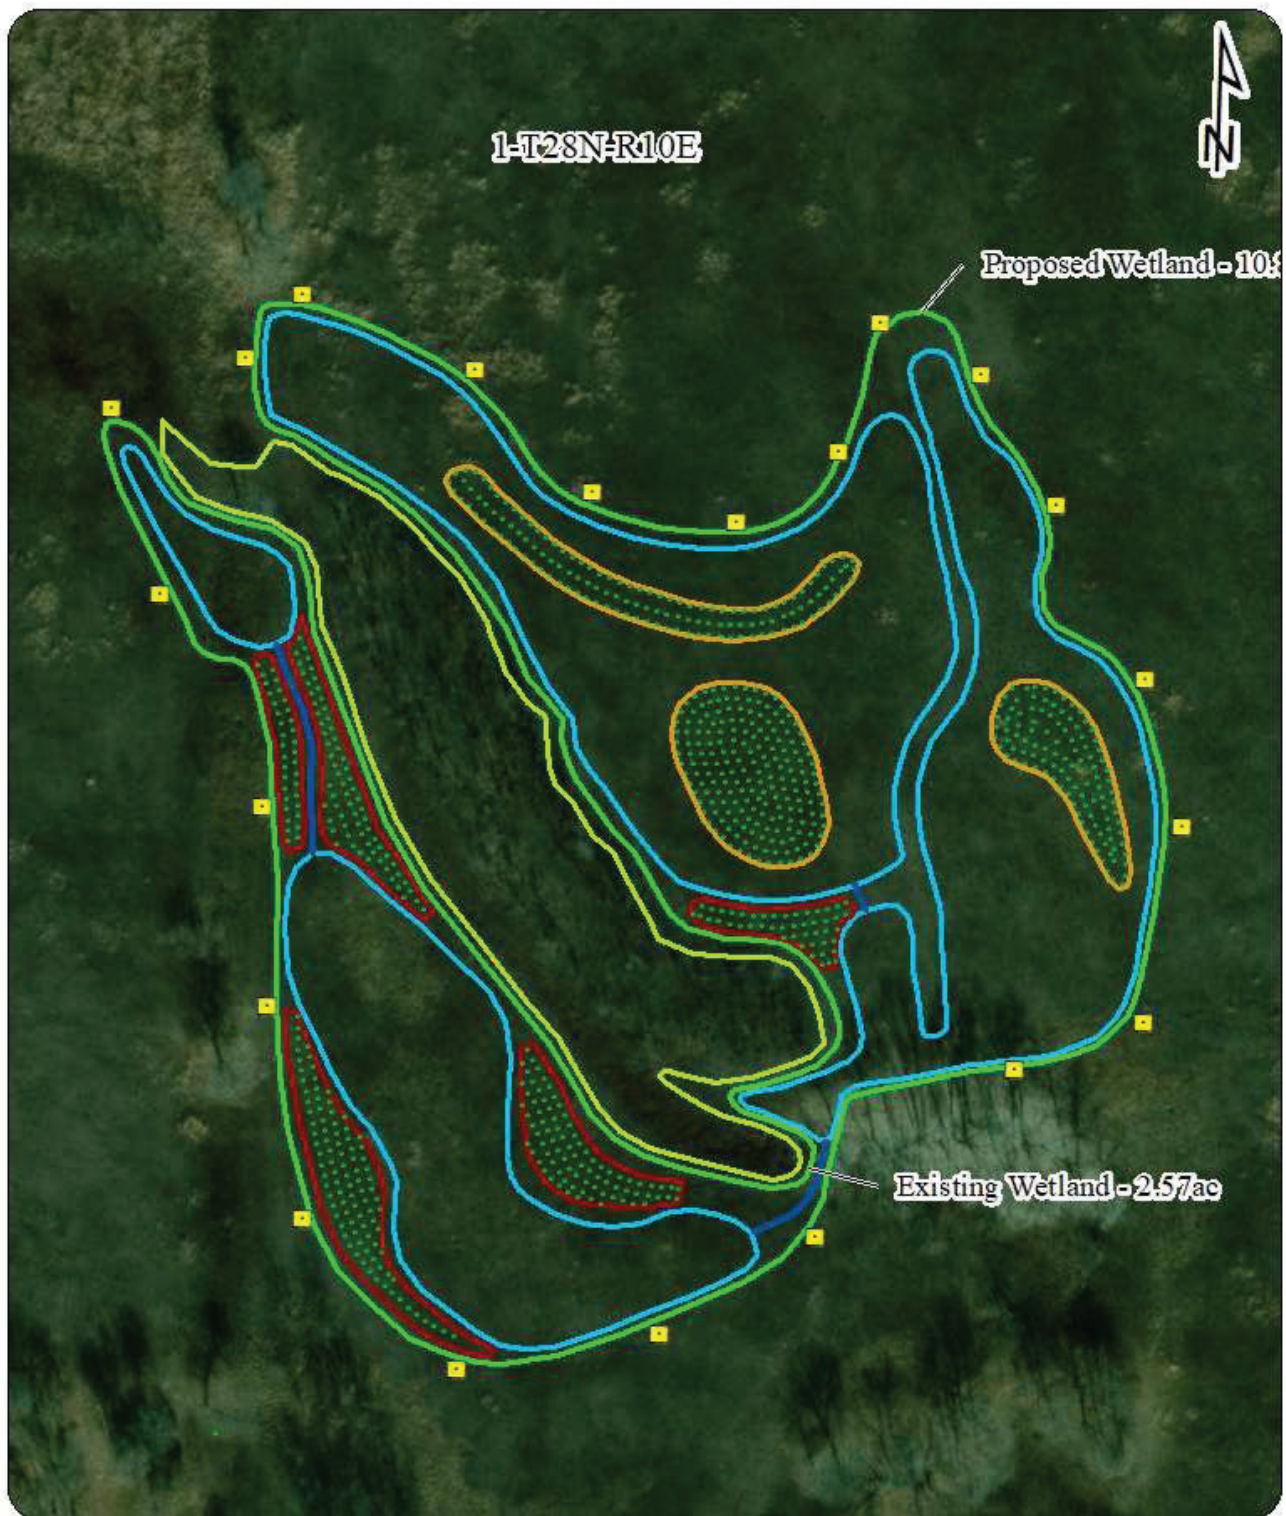 1-T28N-R10E
N
Proposed Wetland - 10.
Existing Wetland - 2.57ac